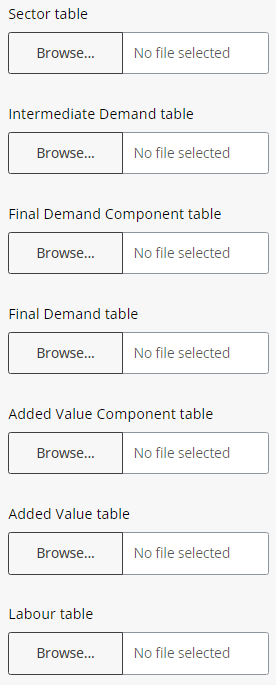 Sector table
Browse... No file selected
Intermediate Demand table
Browse... No file selected
Final Demand Component table
Browse... No file selected
Final Demand table
Browse... No file selected
Added Value Component table
Browse... No file selected
Added Value table
Browse... No file selected
Labour table
Browse... No file selected